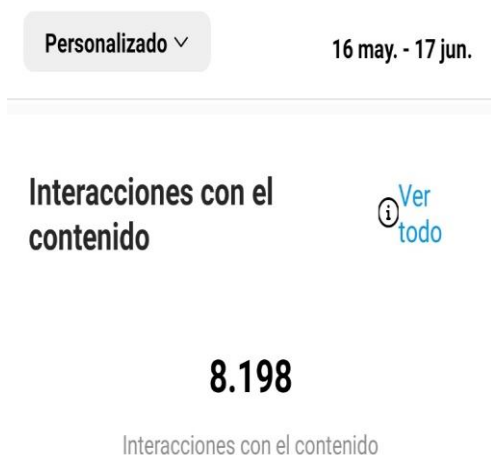 Personalizado
16 may. - 17 jun.
Interacciones con el
contenido
Ver
todo
8.198
Interacciones con el contenido